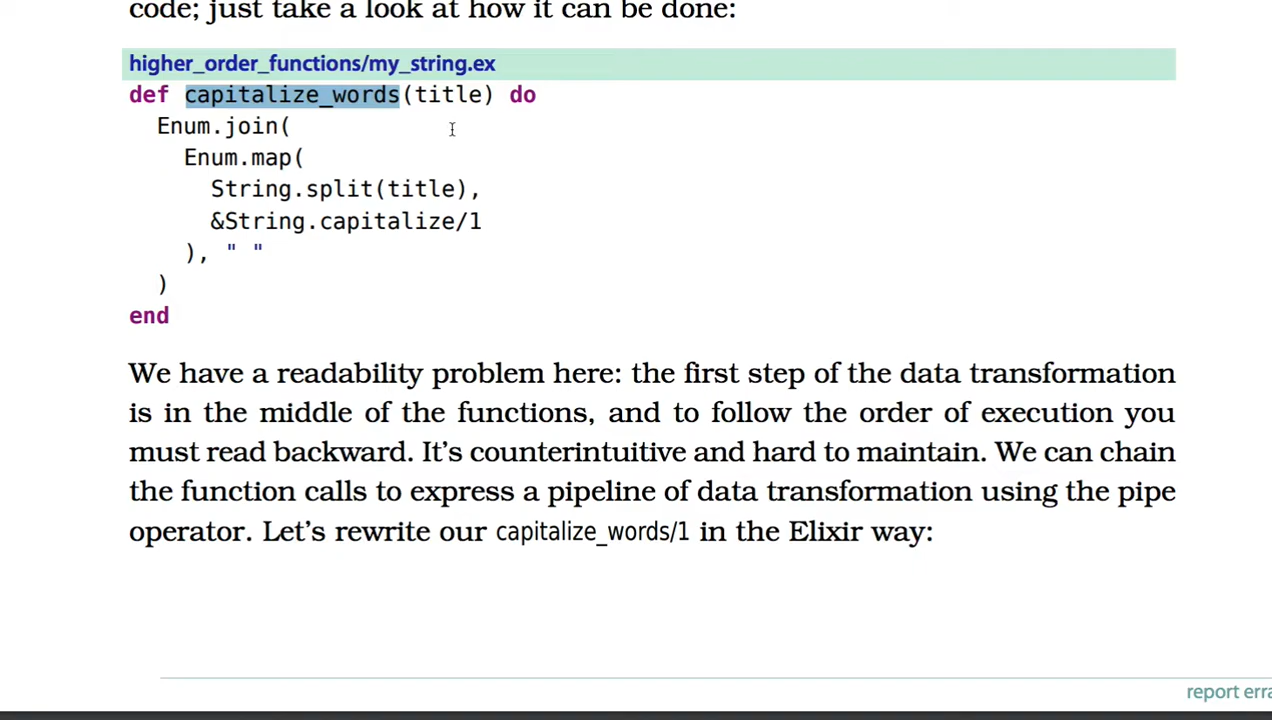 code; just take a look at how it can be done:
higher_order_functions/my_string.ex
def capitalize_words(title) do
  Enum.join(
    Enum.map(
      String.split(title),
      &String.capitalize/1
    ), " "
  )
end
We have a readability problem here: the first step of the data transformation
is in the middle of the functions, and to follow the order of execution you
must read backward. It’s counterintuitive and hard to maintain. We can chain
the function calls to express a pipeline of data transformation using the pipe
operator. Let’s rewrite our capitalize_words/1 in the Elixir way:
report erra